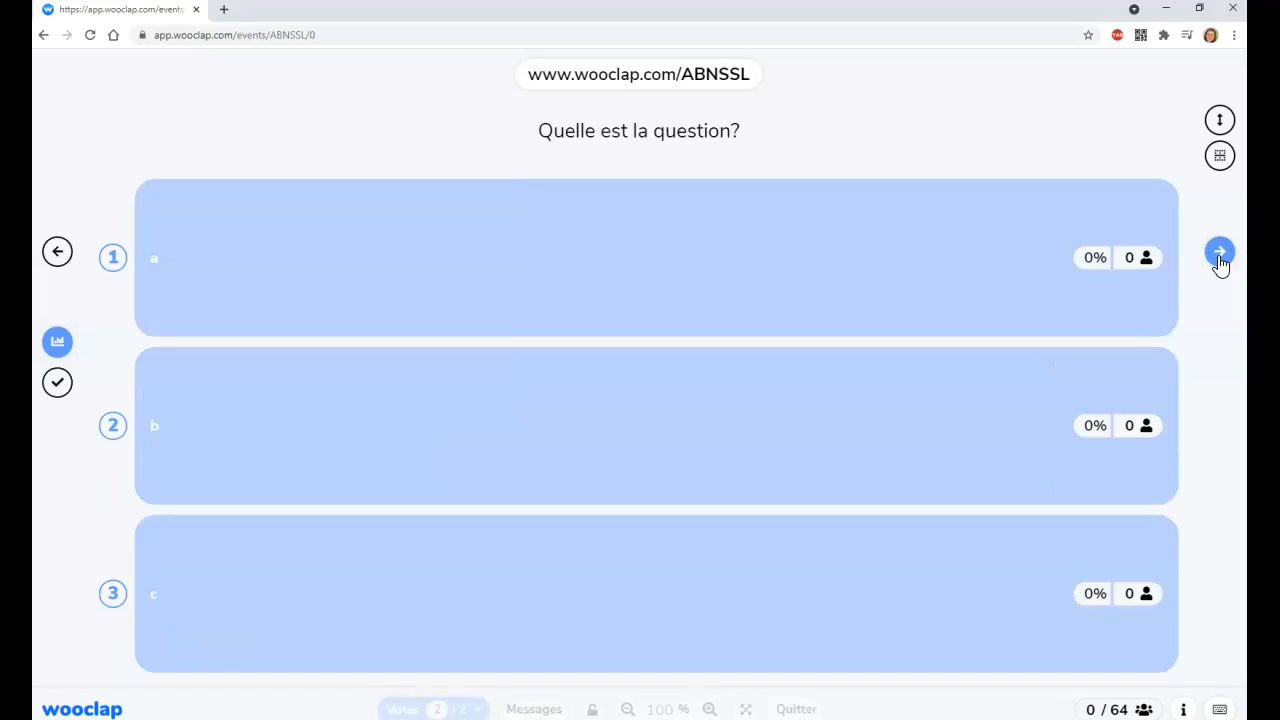 https://app.wooclap.com/events
app.wooclap.com/events/ABNSSL/0
www.wooclap.com/ABNSSL
Quelle est la question?
1 a 0% 0
2 b 0% 0
3 c 0% 0
wooclap Votes 2 / 2 Messages 100 % Quitter 0 / 64